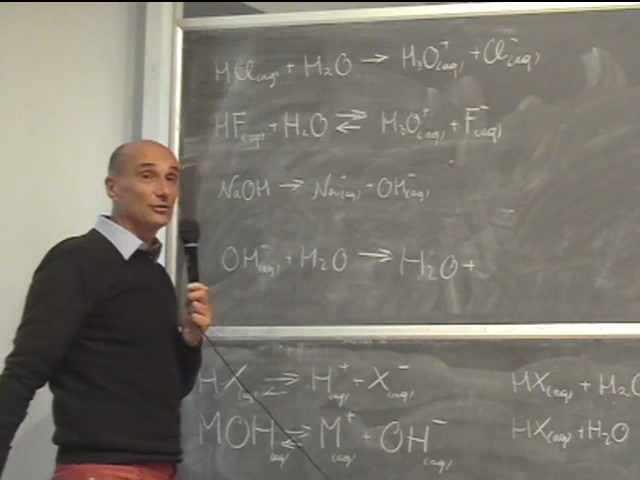 HCl(aq) + H₂O → H₃O⁺(aq) + Cl⁻(aq)
HF(aq) + H₂O ⇌ H₃O⁺(aq) + F⁻(aq)
NaOH → Na⁺(aq) + OH⁻(aq)
OH⁻(aq) + H₂O → H₂O +
HX(aq) ⇌ H⁺(aq) + X⁻(aq)
HX(aq) + H₂O
MOH(aq) ⇌ M⁺(aq) + OH⁻(aq)
HX(aq) + H₂O